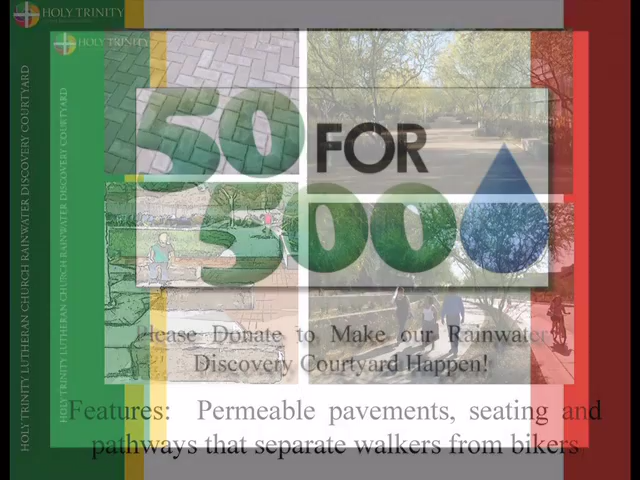 HOLY TRINITY
HOLY TRINITY
HOLY TRINITY LUTHERAN CHURCH RAINWATER DISCOVERY COURTYARD
HOLY TRINITY LUTHERAN CHURCH RAINWATER DISCOVERY COURTYARD
50
FOR
500
Please Donate to Make our Rainwater
Discovery Courtyard Happen!
Features: Permeable pavements, seating and
pathways that separate walkers from bikers